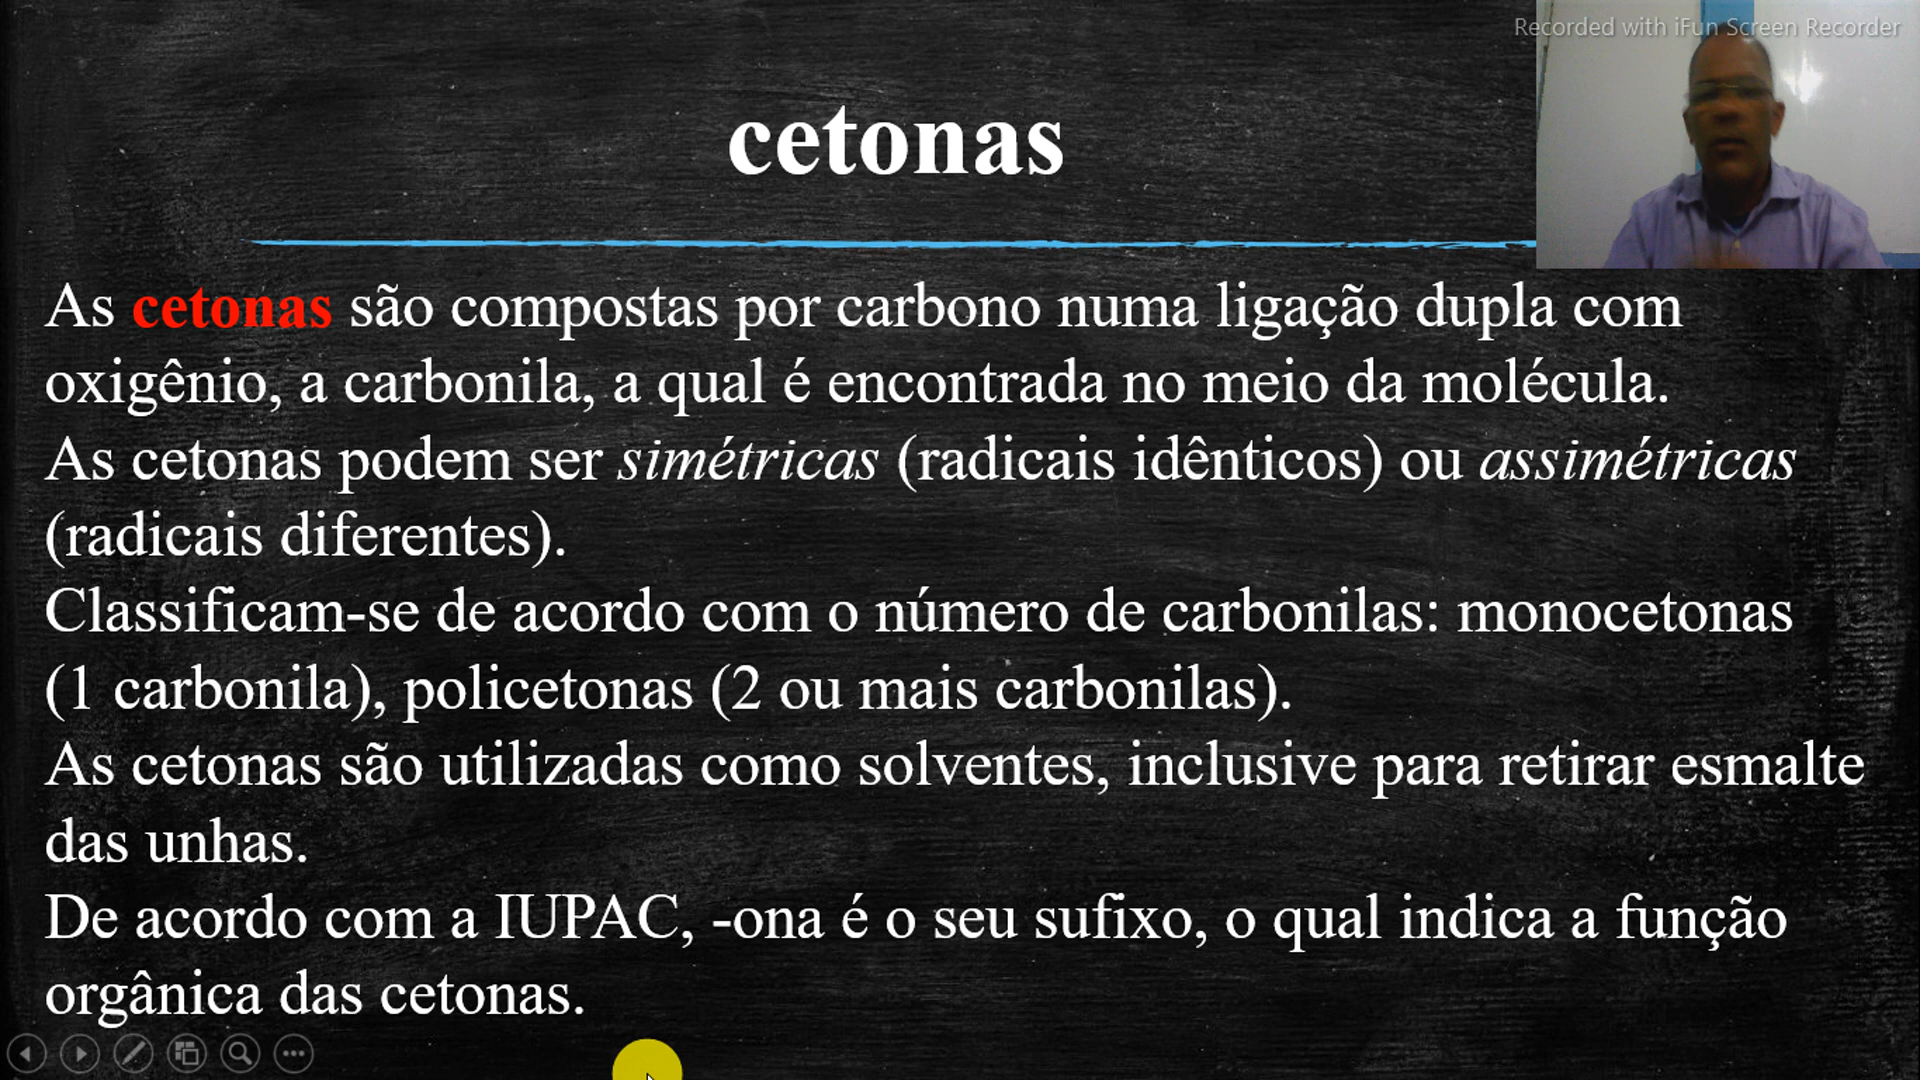 Recorded with iFun Screen Recorder
cetonas
As cetonas são compostas por carbono numa ligação dupla com
oxigênio, a carbonila, a qual é encontrada no meio da molécula.
As cetonas podem ser simétricas (radicais idênticos) ou assimétricas
(radicais diferentes).
Classificam-se de acordo com o número de carbonilas: monocetonas
(1 carbonila), policetonas (2 ou mais carbonilas).
As cetonas são utilizadas como solventes, inclusive para retirar esmalte
das unhas.
De acordo com a IUPAC, -ona é o seu sufixo, o qual indica a função
orgânica das cetonas.